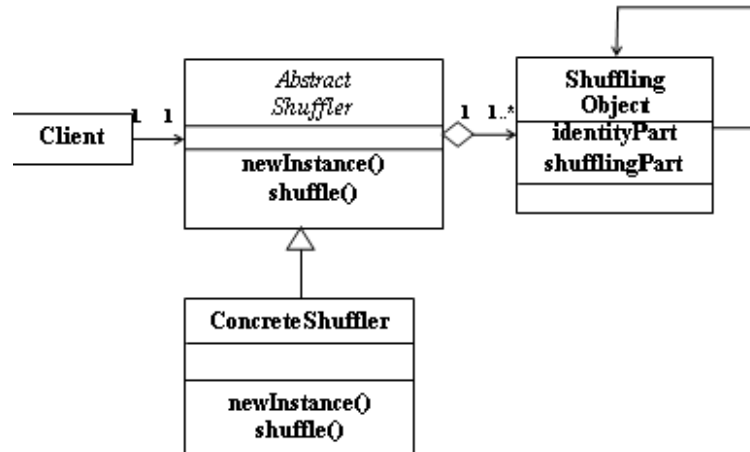 Abstract
Shuffler
Shuffling
Object
1 1
1 1..*
Client
identityPart
shufflingPart
newInstance()
shuffle()
ConcreteShuffler
newInstance()
shuffle()